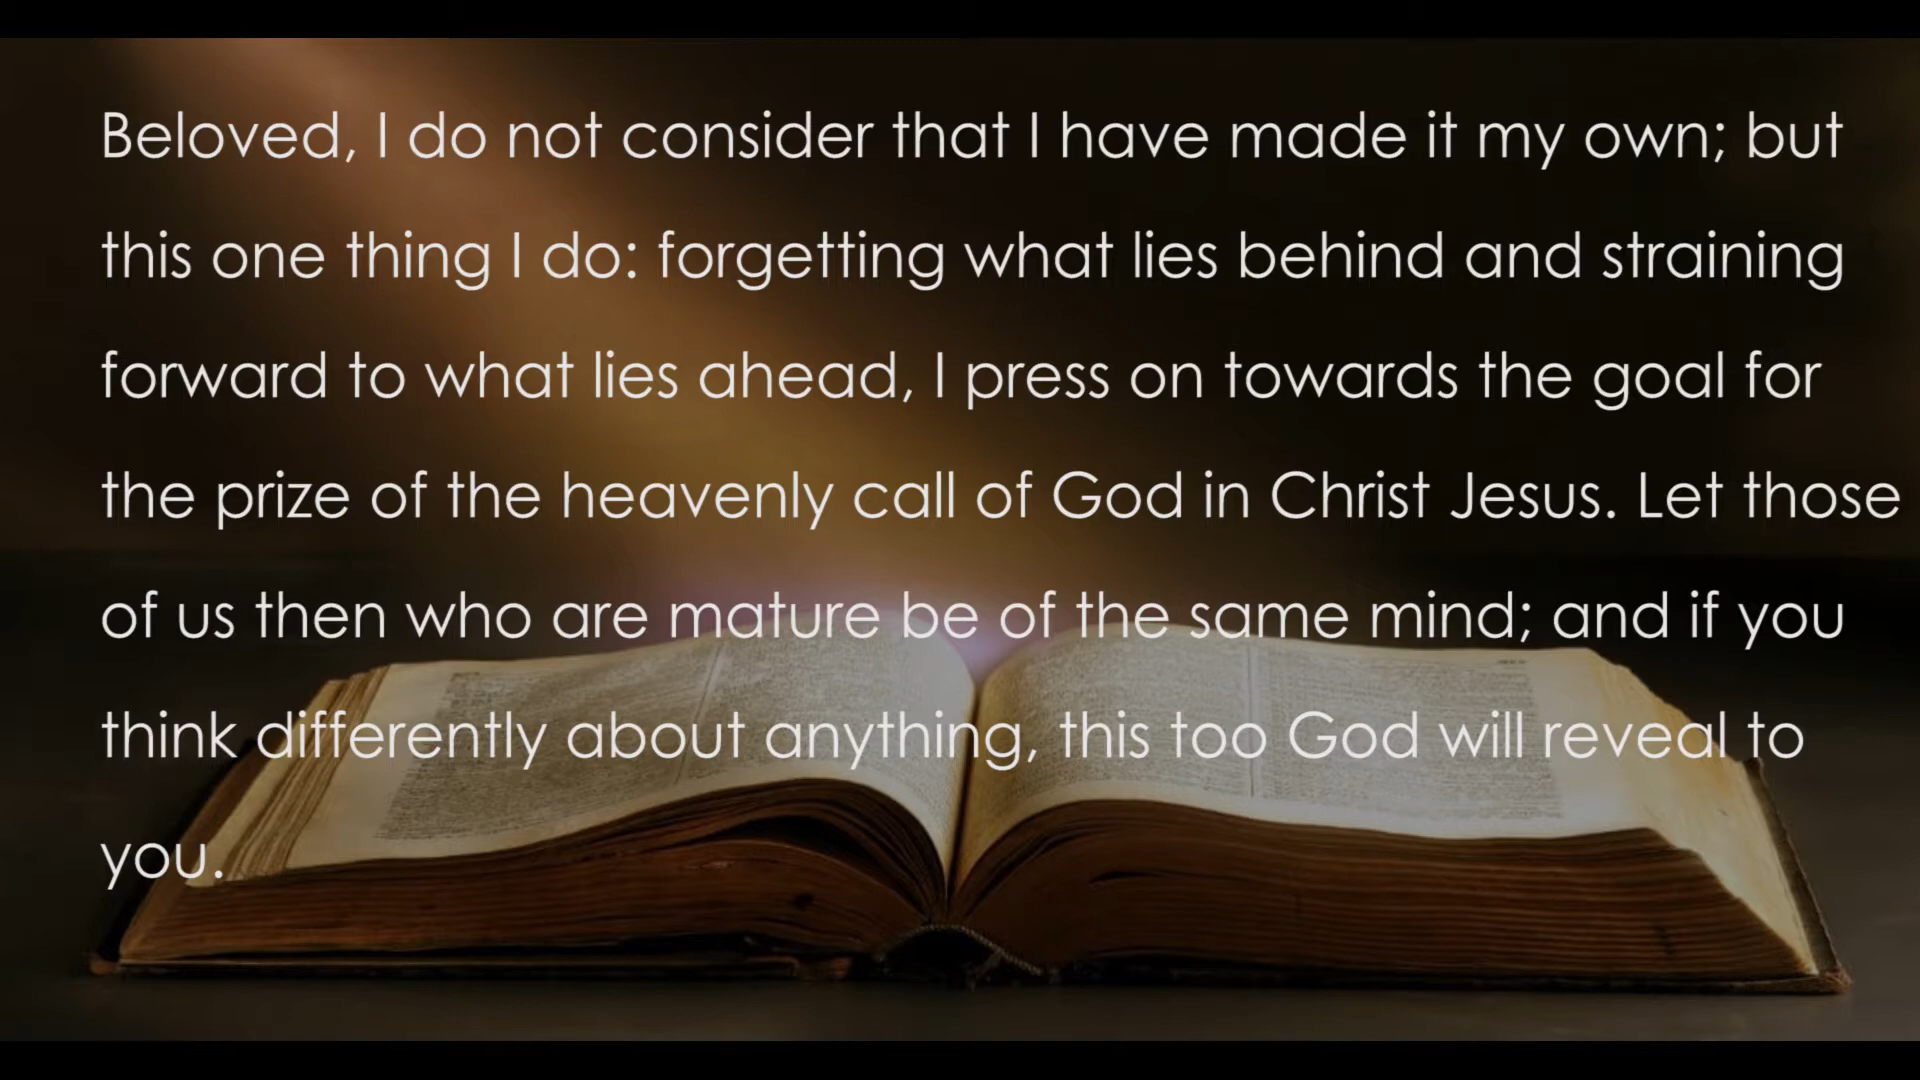 Beloved, I do not consider that I have made it my own; but
this one thing I do: forgetting what lies behind and straining
forward to what lies ahead, I press on towards the goal for
the prize of the heavenly call of God in Christ Jesus. Let those
of us then who are mature be of the same mind; and if you
think differently about anything, this too God will reveal to
you.